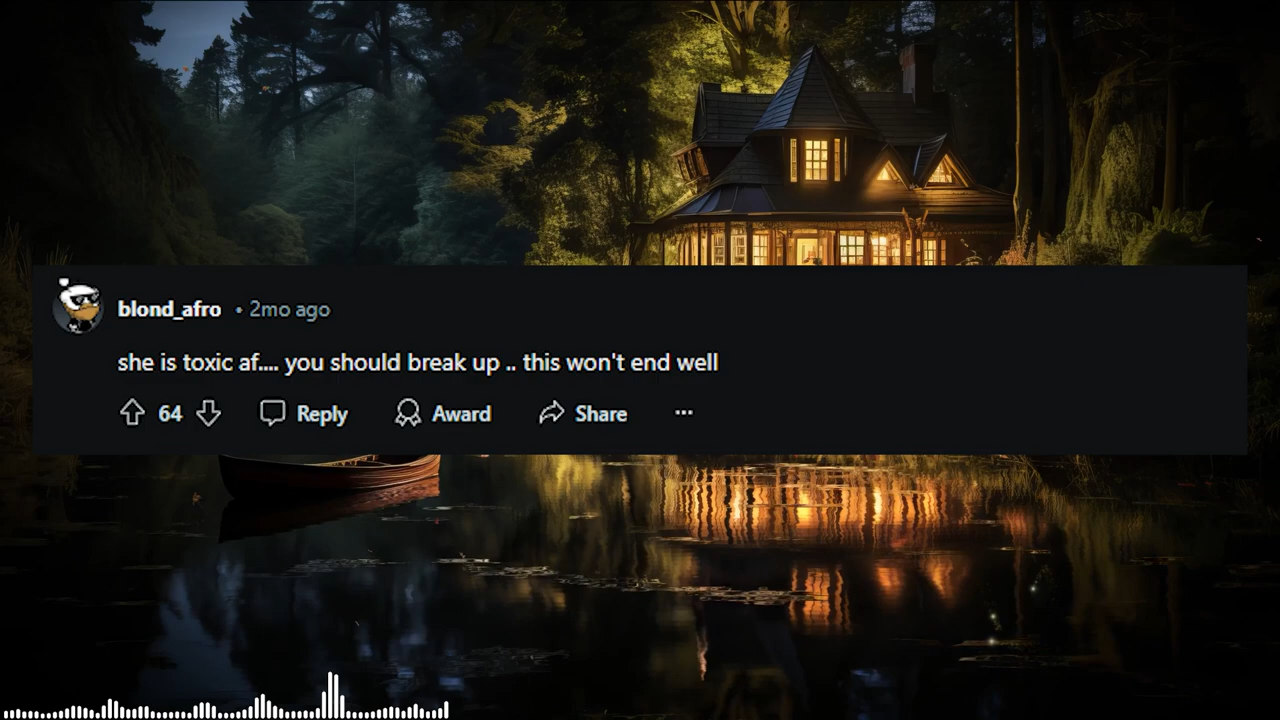 blond_afro • 2mo ago
she is toxic af.... you should break up .. this won't end well
64 Reply Award Share ...